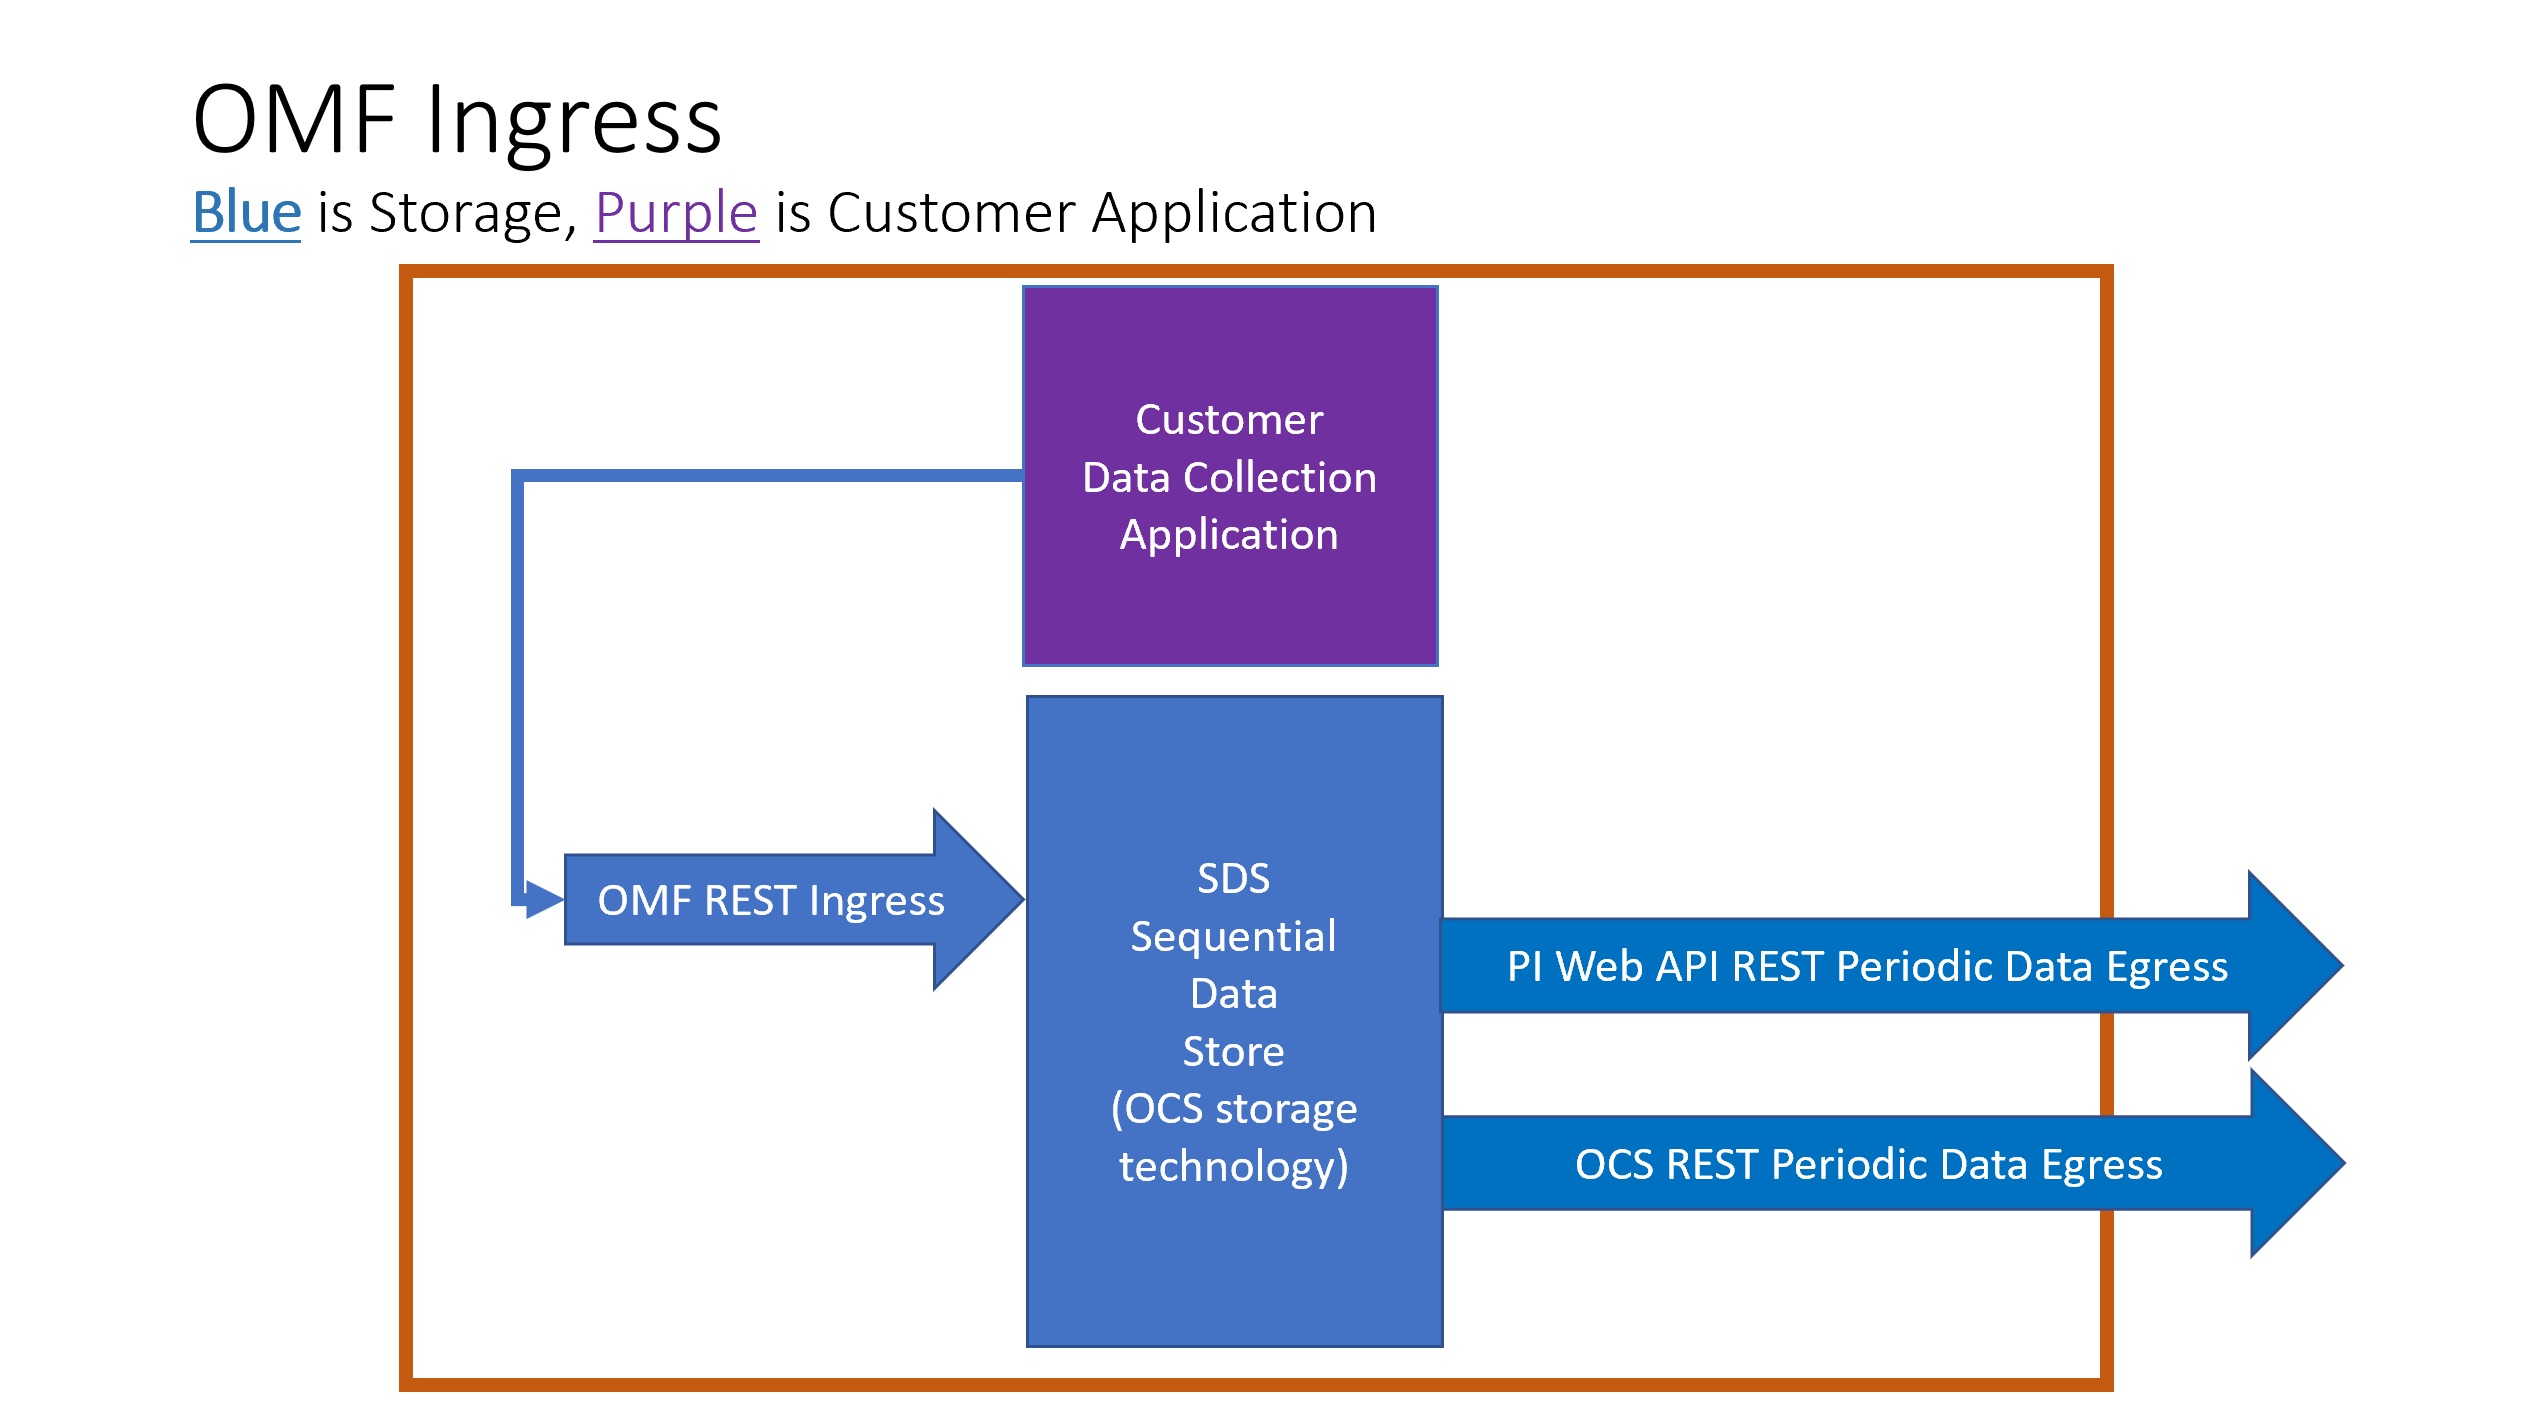 OMF Ingress
Blue is Storage, Purple is Customer Application
Customer
Data Collection
Application
OMF REST Ingress
SDS
Sequential
Data
Store
(OCS storage
technology)
PI Web API REST Periodic Data Egress
OCS REST Periodic Data Egress